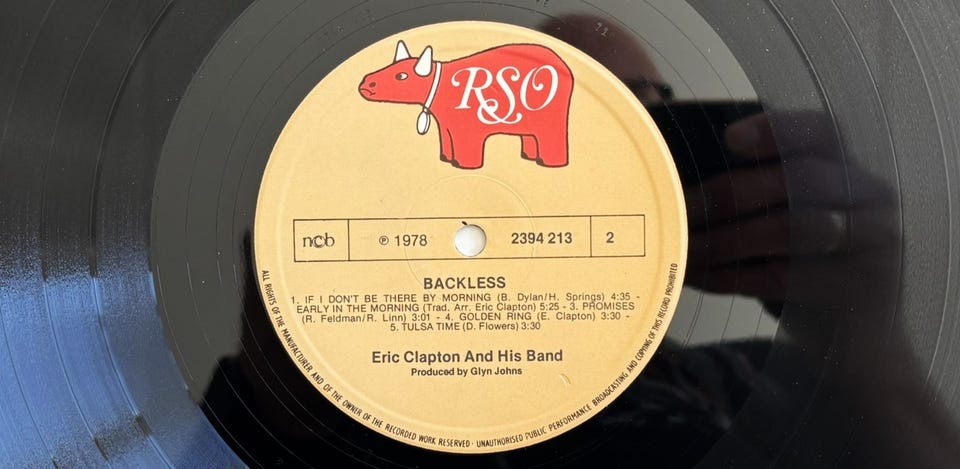 RSO
ncb
℗ 1978
2394 213
2
BACKLESS
1. IF I DON'T BE THERE BY MORNING (B. Dylan/H. Springs) 4:35 -
EARLY IN THE MORNING (Trad. Arr. Eric Clapton) 5:25 - 3. PROMISES
(R. Feldman/R. Linn) 3:01 - 4. GOLDEN RING (E. Clapton) 3:30 -
5. TULSA TIME (D. Flowers) 3:30
Eric Clapton And His Band
Produced by Glyn Johns
ALL RIGHTS OF THE MANUFACTURER AND OF THE OWNER OF THE RECORDED WORK RESERVED · UNAUTHORISED PUBLIC PERFORMANCE BROADCASTING AND COPYING OF THIS RECORD PROHIBITED